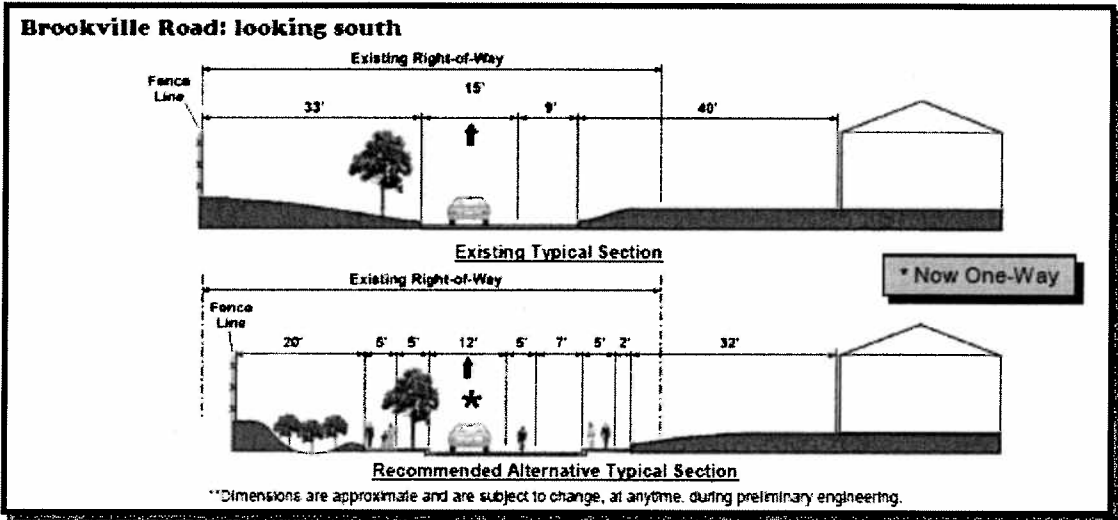 Brookville Road: looking south
Existing Right-of-Way
Fence
Line
15'
33'
9'
40'
Existing Typical Section
* Now One-Way
Existing Right-of-Way
Fence
Line
20' 5' 5' 12' 5' 7' 5' 2' 32'
*
Recommended Alternative Typical Section
**Dimensions are approximate and are subject to change, at anytime, during preliminary engineering.